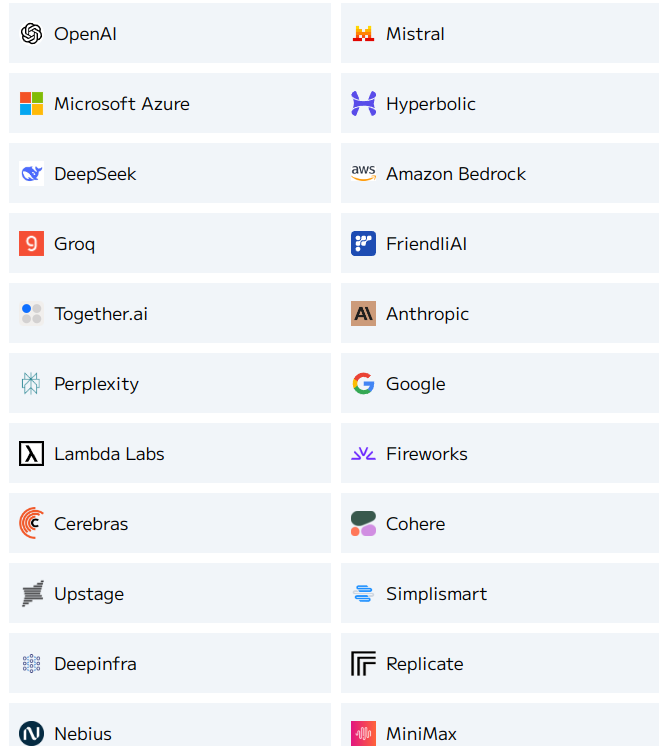 OpenAI
Mistral
Microsoft Azure
Hyperbolic
DeepSeek
aws
Amazon Bedrock
Groq
FriendliAI
Together.ai
Anthropic
Perplexity
Google
Lambda Labs
Fireworks
Cerebras
Cohere
Upstage
Simplismart
Deepinfra
Replicate
Nebius
MiniMax